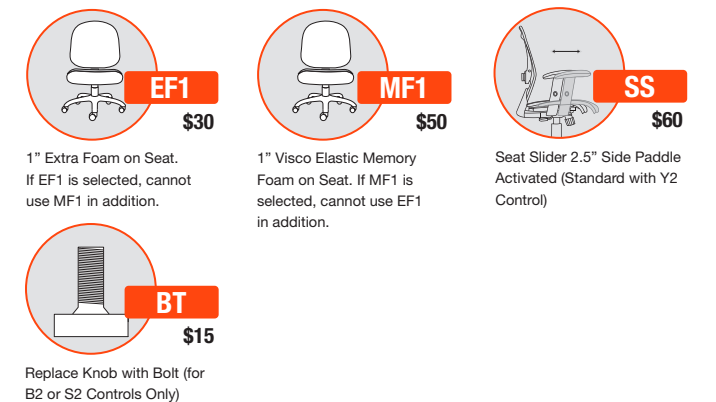 EF1
$30
1” Extra Foam on Seat.
If EF1 is selected, cannot
use MF1 in addition.
MF1
$50
1” Visco Elastic Memory
Foam on Seat. If MF1 is
selected, cannot use EF1
in addition.
SS
$60
Seat Slider 2.5” Side Paddle
Activated (Standard with Y2
Control)
BT
$15
Replace Knob with Bolt (for
B2 or S2 Controls Only)